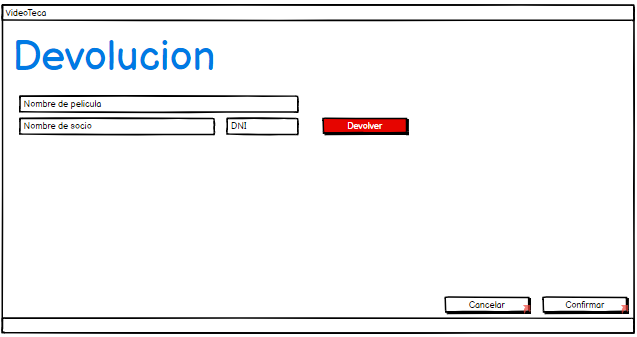 VideoTeca
Devolucion
Nombre de pelicula
Nombre de socio DNI Devolver
Cancelar Confirmar